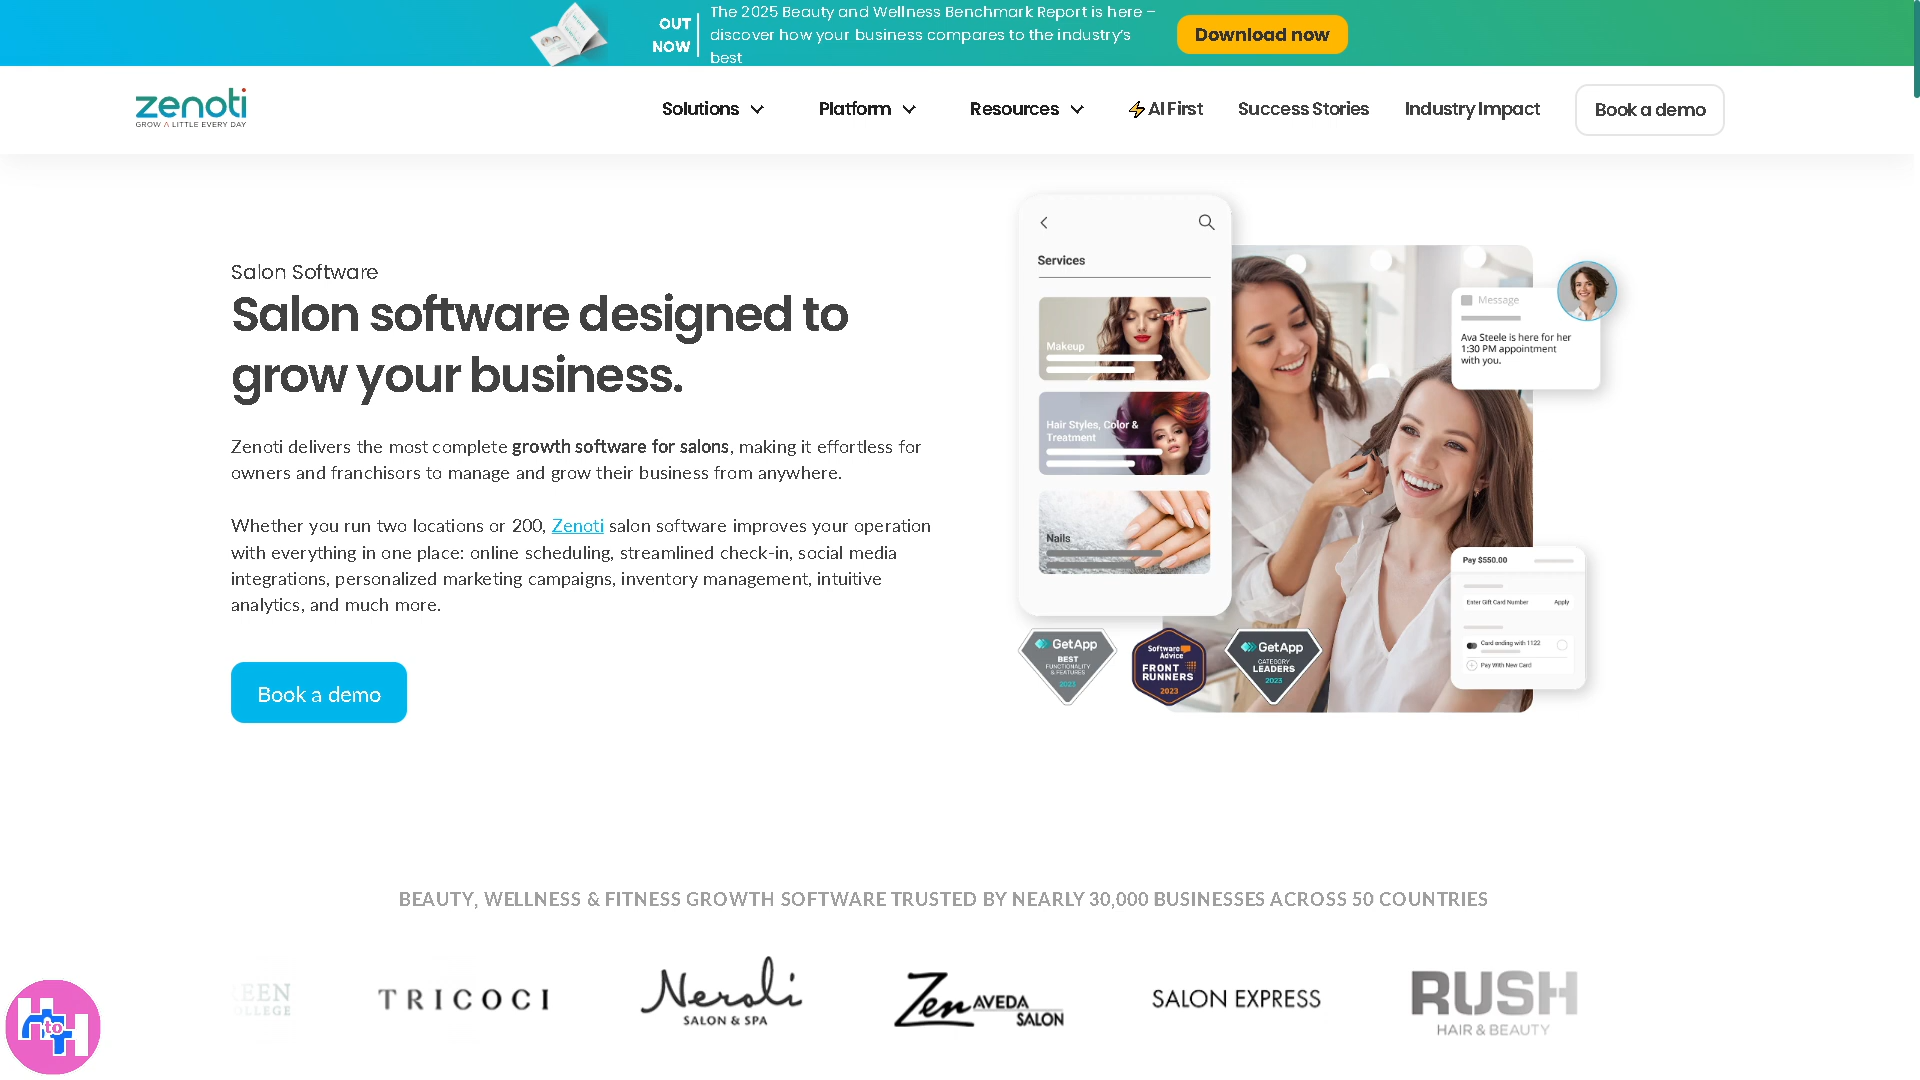 OUT
NOW
The 2025 Beauty and Wellness Benchmark Report is here –
discover how your business compares to the industry's
best
Download now
zenoti
GROW A LITTLE EVERY DAY
Solutions
Platform
Resources
AI First
Success Stories
Industry Impact
Book a demo
Salon Software
Salon software designed to
grow your business.
Zenoti delivers the most complete growth software for salons, making it effortless for
owners and franchisors to manage and grow their business from anywhere.
Whether you run two locations or 200, Zenoti salon software improves your operation
with everything in one place: online scheduling, streamlined check-in, social media
integrations, personalized marketing campaigns, inventory management, intuitive
analytics, and much more.
Book a demo
Services
Makeup
Hair Styles, Color &
Treatment
Nails
Message
Ava Steele is here for her
1:30 PM appointment
with you.
Pay $550.00
Enter Gift Card Number
Apply
Card ending with 1122
Pay With New Card
GetApp
BEST
FUNCTIONALITY
& FEATURES
2023
Software
Advice
FRONT
RUNNERS
2023
GetApp
CATEGORY
LEADERS
2023
BEAUTY, WELLNESS & FITNESS GROWTH SOFTWARE TRUSTED BY NEARLY 30,000 BUSINESSES ACROSS 50 COUNTRIES
TRICOCI
Neroli
SALON & SPA
Zen AVEDA
SALON
SALON EXPRESS
RUSH
HAIR & BEAUTY
H to H